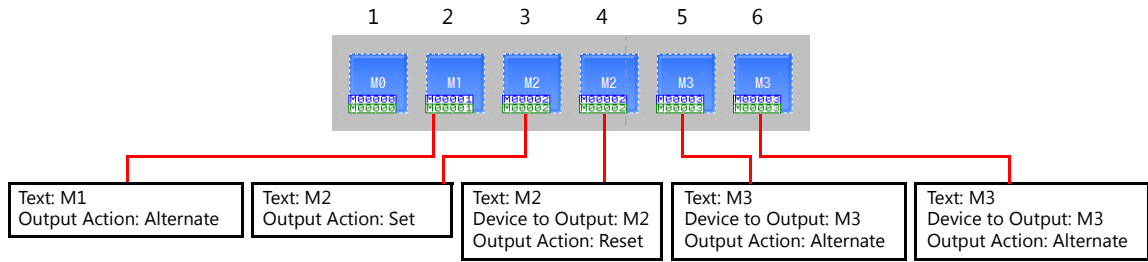 1 2 3 4 5 6
M0 M1 M2 M2 M3 M3
M00000 M00001 M00002 M00002 M00003 M00003
M00000 M00001 M00002 M00002 M00003 M00003
Text: M1
Output Action: Alternate
Text: M2
Output Action: Set
Text: M2
Device to Output: M2
Output Action: Reset
Text: M3
Device to Output: M3
Output Action: Alternate
Text: M3
Device to Output: M3
Output Action: Alternate